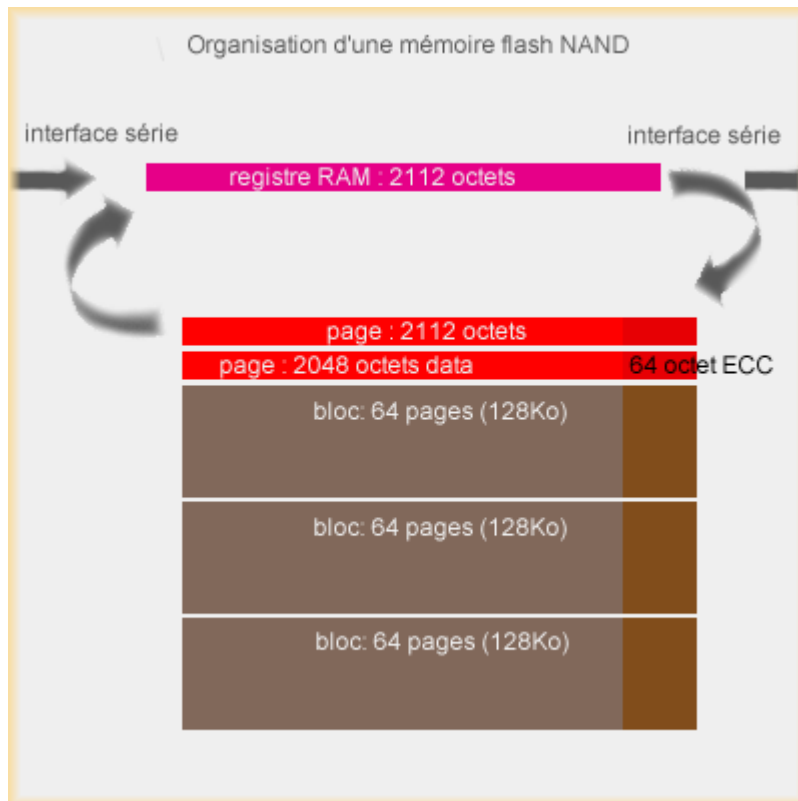 Organisation d'une mémoire flash NAND
interface série
interface série
registre RAM : 2112 octets
page : 2112 octets
page : 2048 octets data
64 octet ECC
bloc: 64 pages (128Ko)
bloc: 64 pages (128Ko)
bloc: 64 pages (128Ko)